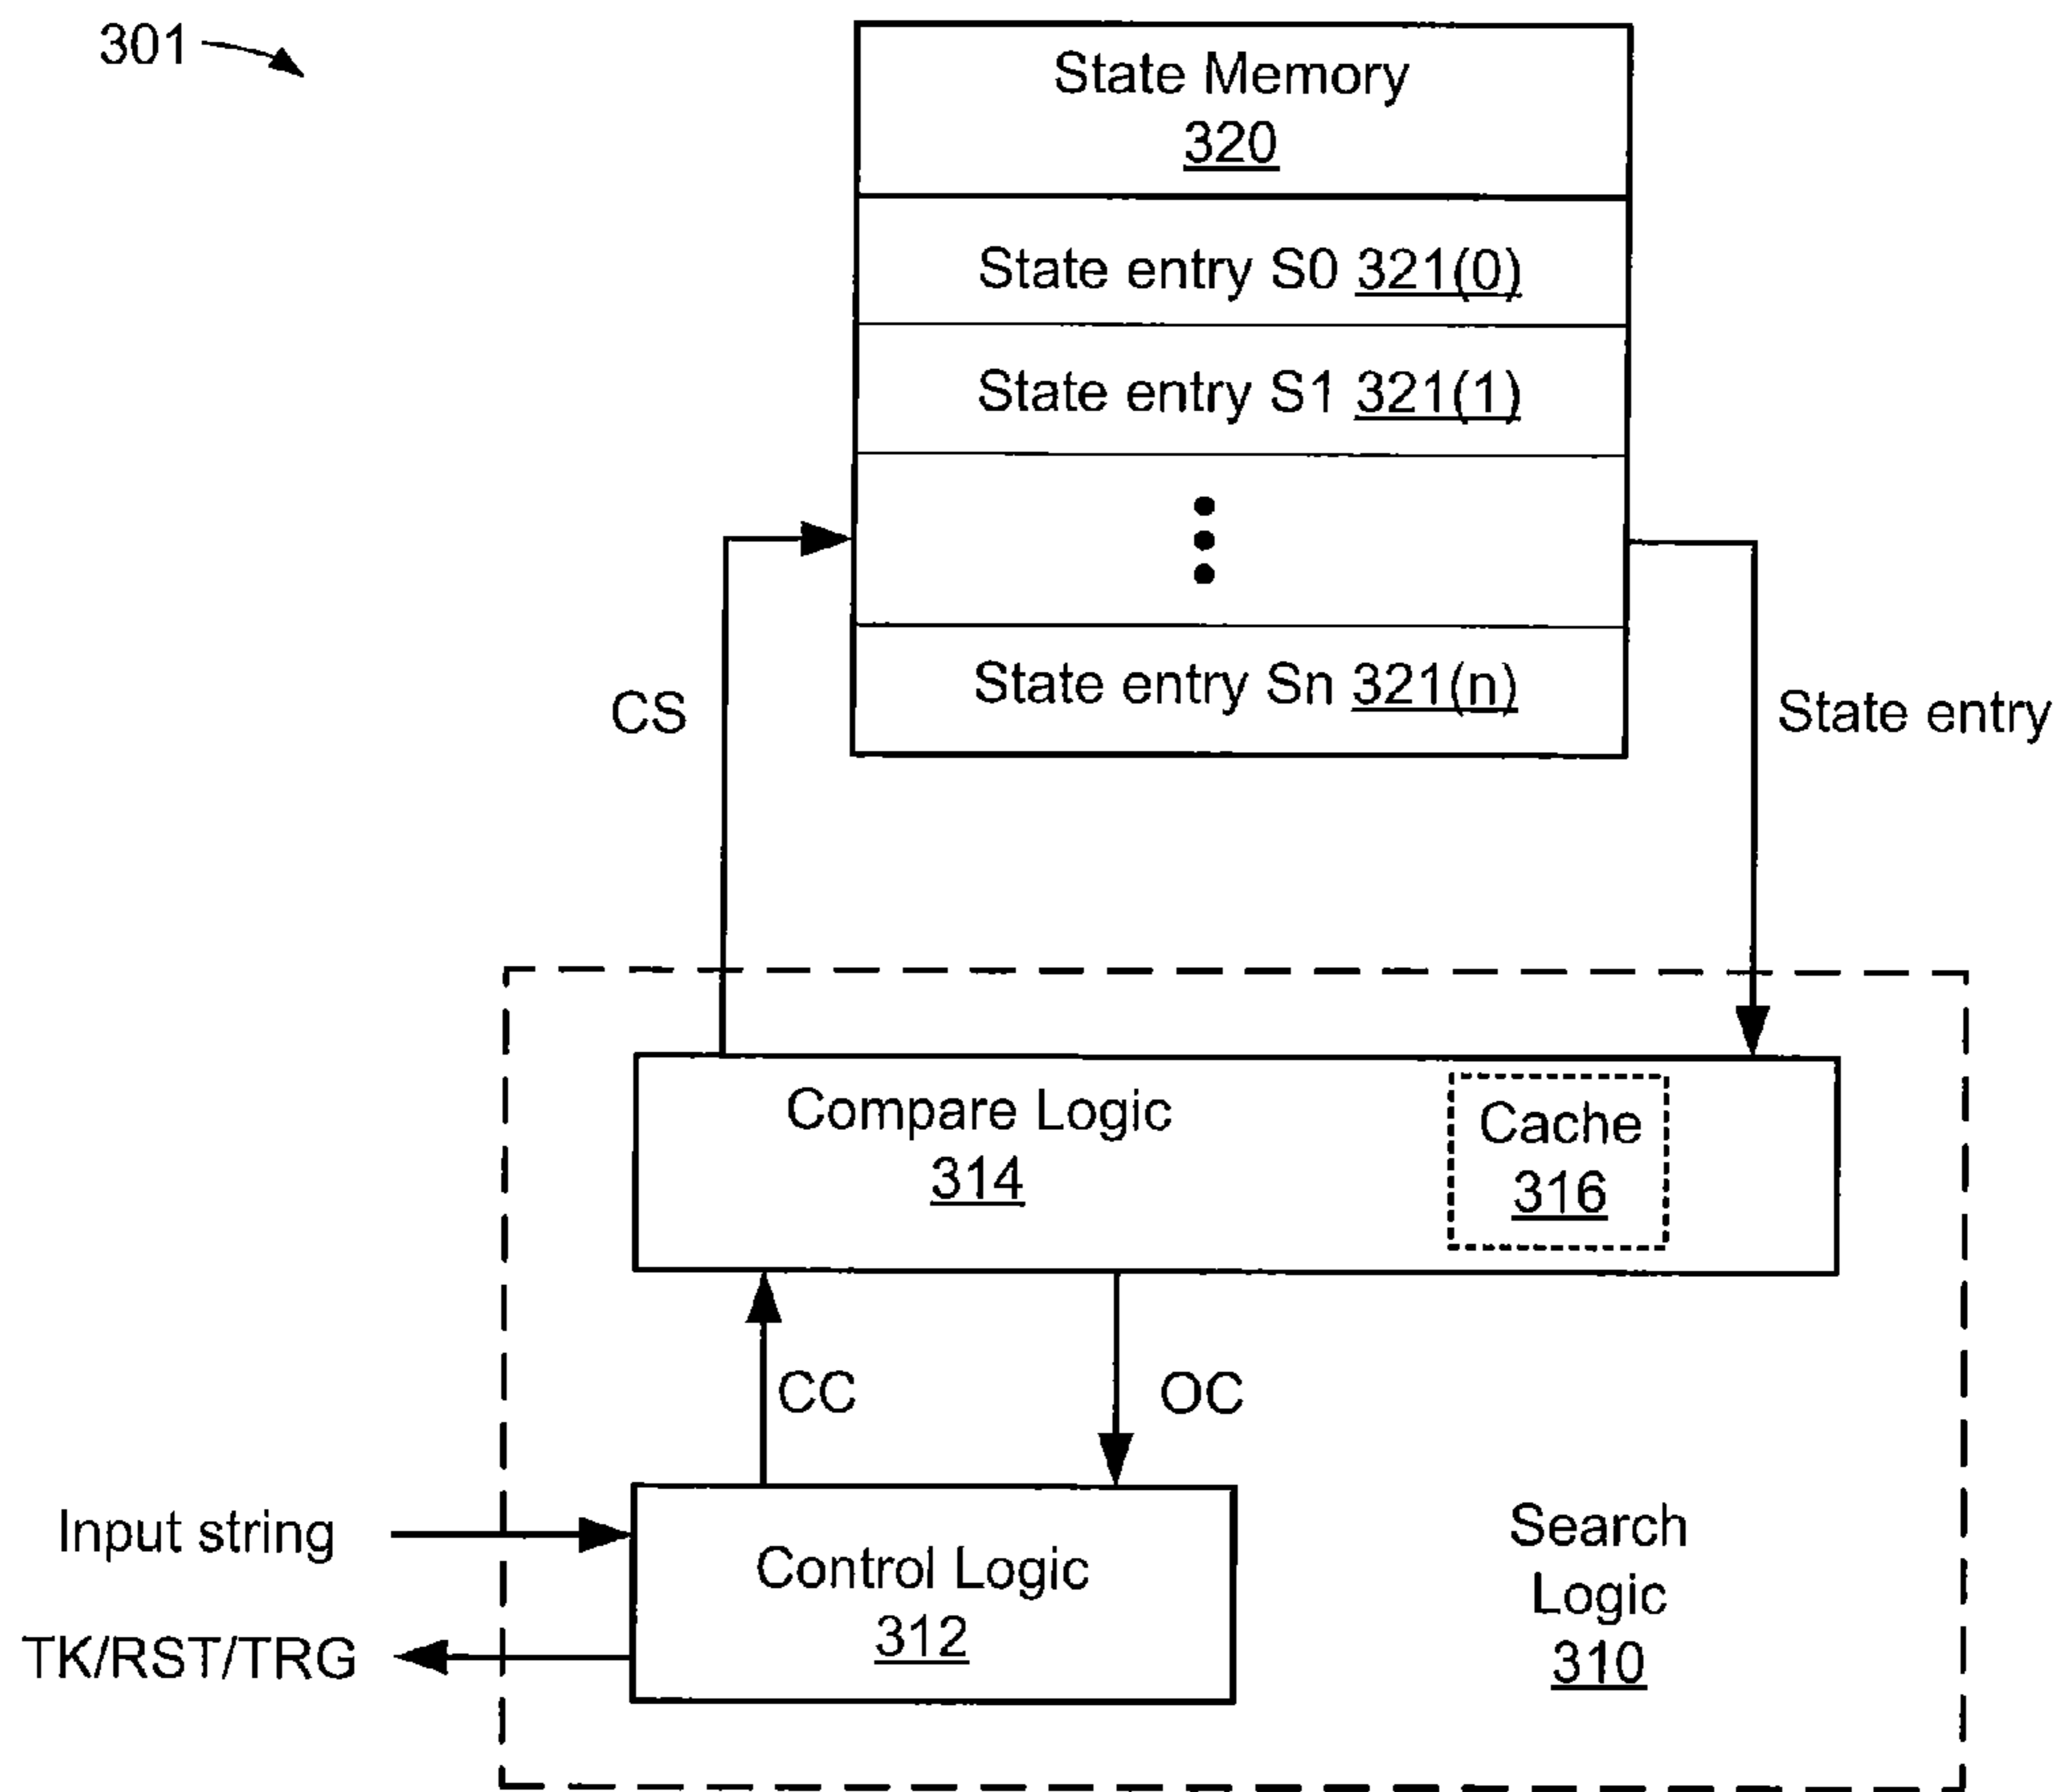 301
State Memory
320
State entry S0 321(0)
State entry S1 321(1)
State entry Sn 321(n)
CS
State entry
Compare Logic
314
Cache
316
CC
OC
Input string
Control Logic
312
TK/RST/TRG
Search
Logic
310